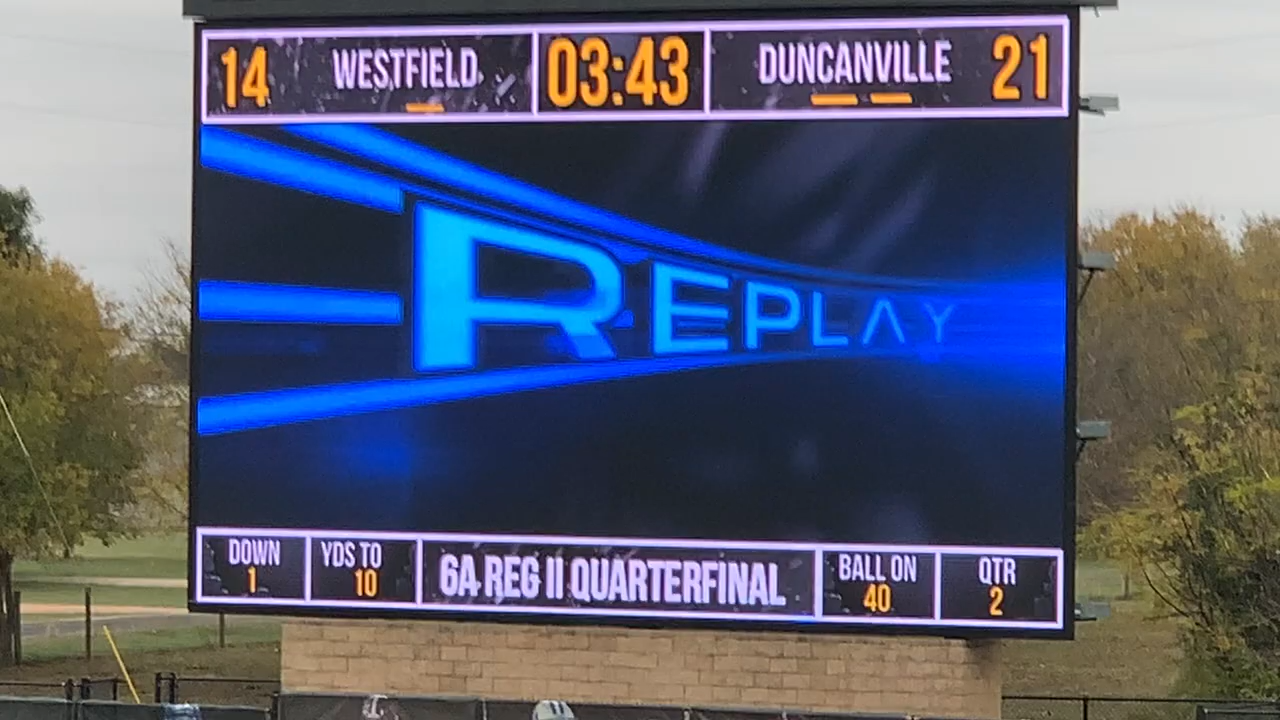 14 WESTFIELD 03:43 DUNCANVILLE 21
REPLAY
DOWN YDS TO 6A REG II QUARTERFINAL BALL ON QTR
1 10 40 2